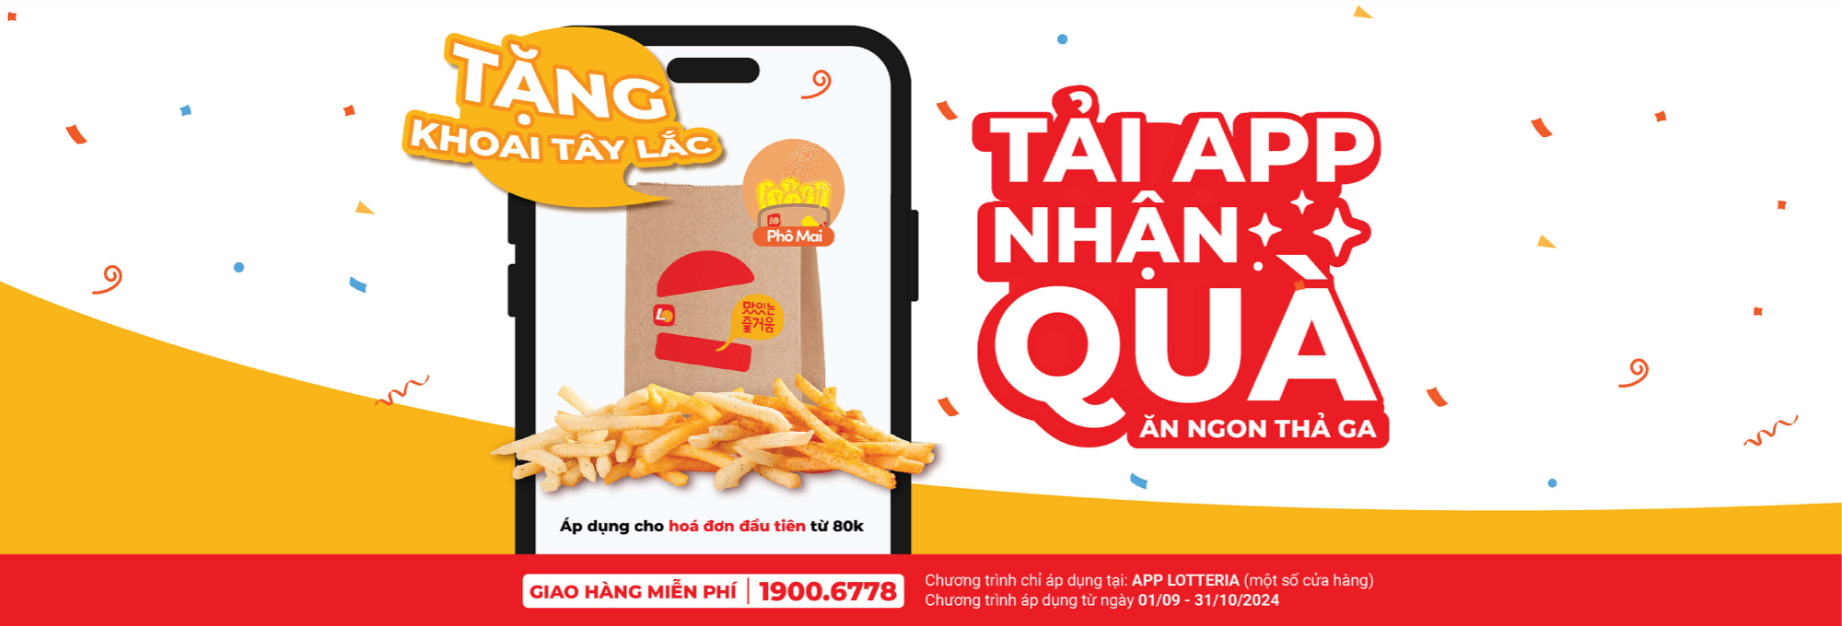 TẶNG
KHOAI TÂY LẮC
Phô Mai
맛있는
즐거움
Áp dụng cho hoá đơn đầu tiên từ 80k
TẢI APP
NHẬN
QUÀ
ĂN NGON THẢ GA
GIAO HÀNG MIỄN PHÍ | 1900.6778
Chương trình chỉ áp dụng tại: APP LOTTERIA (một số cửa hàng)
Chương trình áp dụng từ ngày 01/09 - 31/10/2024